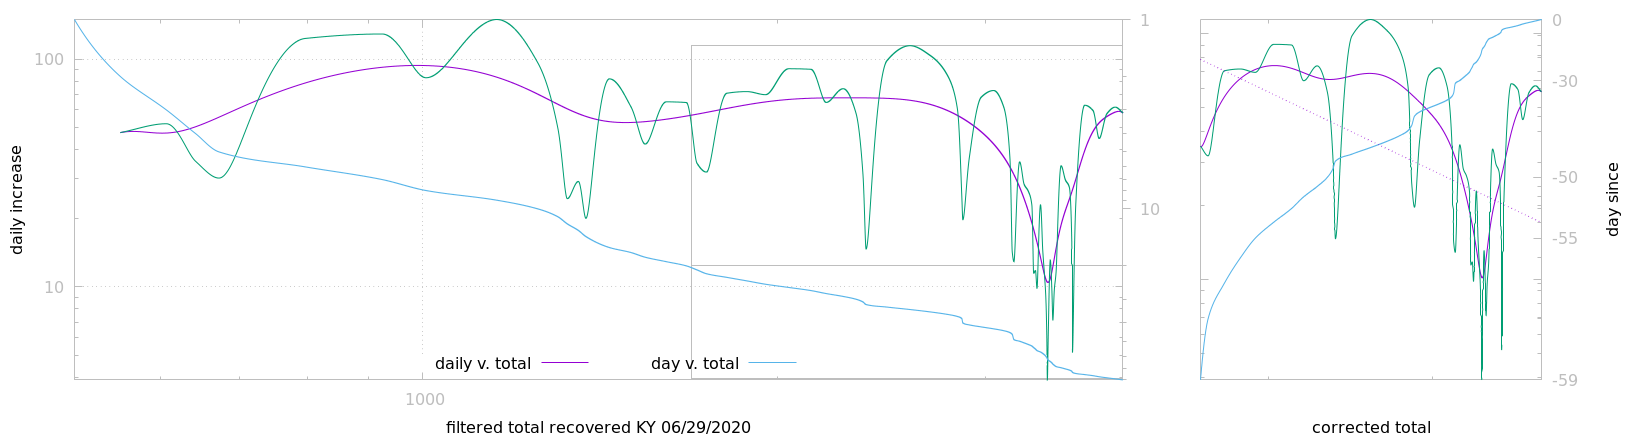 1
0
100
-30
daily increase
-50
day since
10
-55
10
daily v. total
day v. total
-59
1000
filtered total recovered KY 06/29/2020
corrected total